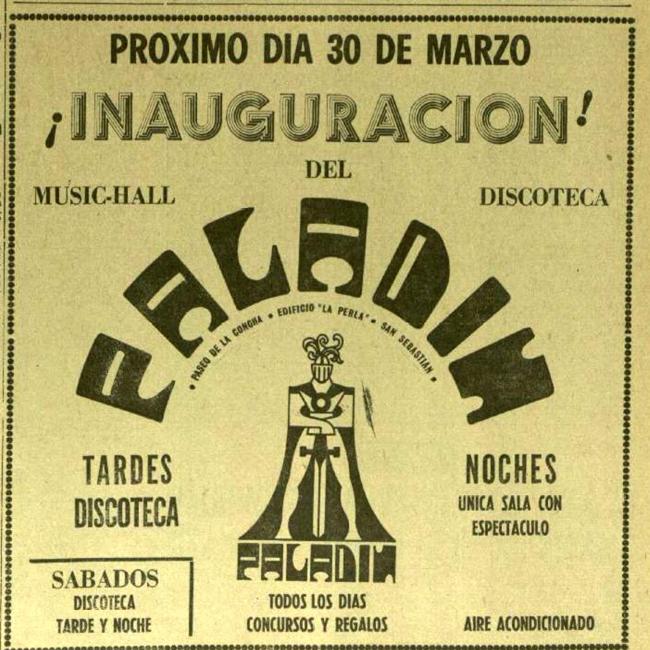 PROXIMO DIA 30 DE MARZO
¡INAUGURACION!
DEL
MUSIC-HALL
DISCOTECA
PALADIN
• PASEO DE LA CONCHA • EDIFICIO "LA PERLA" • SAN SEBASTIAN •
TARDES
DISCOTECA
NOCHES
UNICA SALA CON
ESPECTACULO
PALADIN
SABADOS
DISCOTECA
TARDE Y NOCHE
TODOS LOS DIAS
CONCURSOS Y REGALOS
AIRE ACONDICIONADO